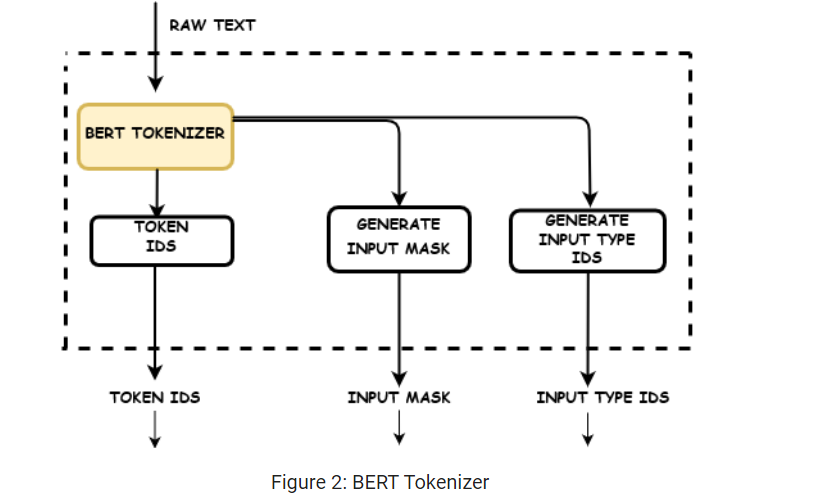 RAW TEXT
BERT TOKENIZER
TOKEN
IDS
GENERATE
INPUT MASK
GENERATE
INPUT TYPE
IDS
TOKEN IDS
INPUT MASK
INPUT TYPE IDS
Figure 2: BERT Tokenizer